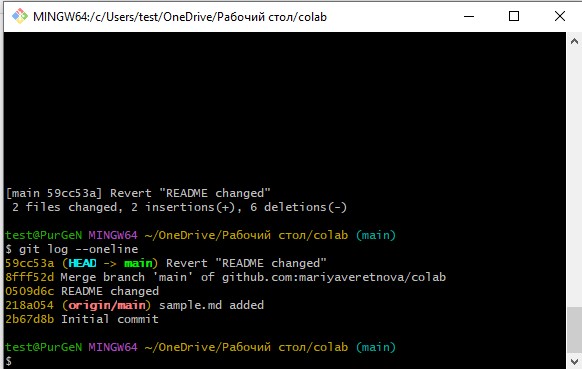 MINGW64:/c/Users/test/OneDrive/Рабочий стол/colab
[main 59cc53a] Revert "README changed"
 2 files changed, 2 insertions(+), 6 deletions(-)
test@PurGeN MINGW64 ~/OneDrive/Рабочий стол/colab (main)
$ git log --oneline
59cc53a (HEAD -> main) Revert "README changed"
8fff52d Merge branch 'main' of github.com:mariyaveretnova/colab
0509d6c README changed
218a054 (origin/main) sample.md added
2b67d8b Initial commit
test@PurGeN MINGW64 ~/OneDrive/Рабочий стол/colab (main)
$